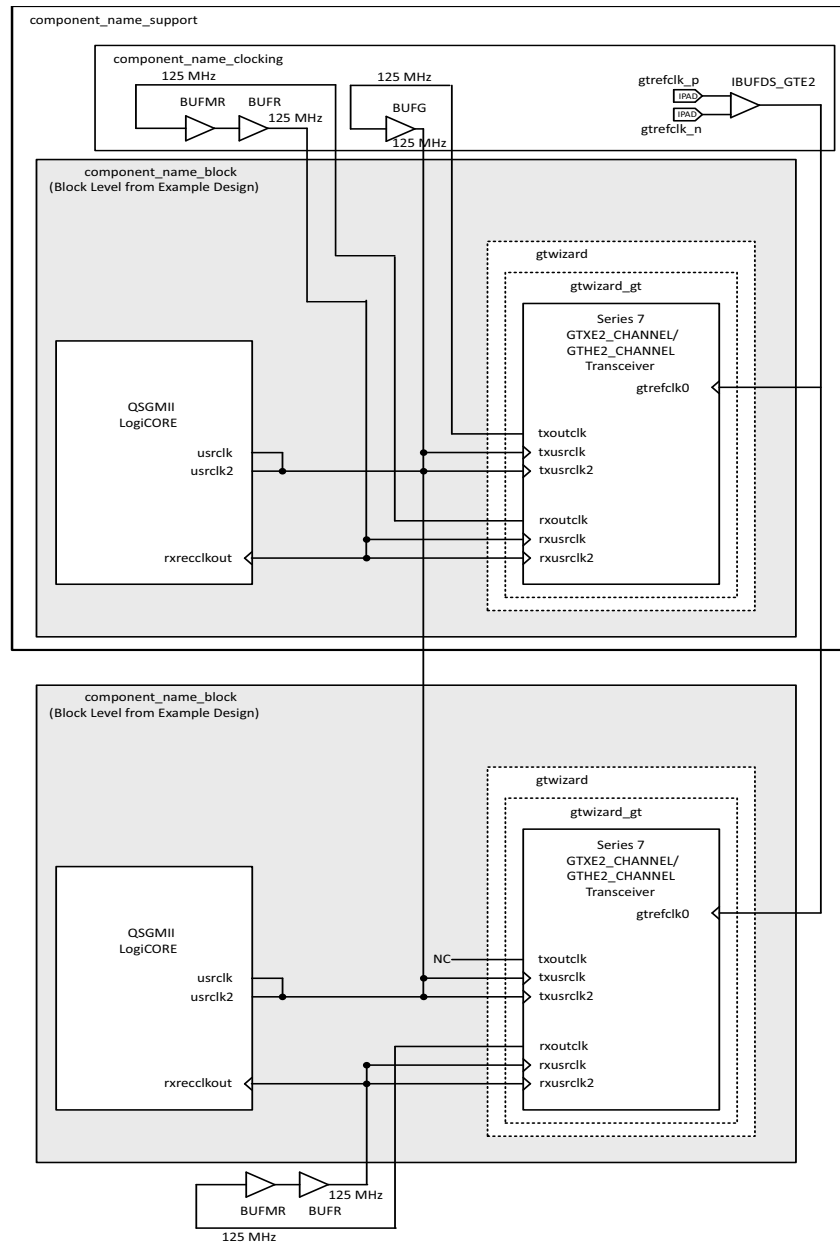 component_name_support
component_name_clocking
125 MHz
BUFMR
BUFR
125 MHz
125 MHz
BUFG
125 MHz
gtrefclk_p
IPAD
IPAD
gtrefclk_n
IBUFDS_GTE2
component_name_block
(Block Level from Example Design)
gtwizard
gtwizard_gt
Series 7
GTXE2_CHANNEL/
GTHE2_CHANNEL
Transceiver
gtrefclk0
QSGMII
LogiCORE
usrclk
usrclk2
rxrecclkout
txoutclk
txusrclk
txusrclk2
rxoutclk
rxusrclk
rxusrclk2
component_name_block
(Block Level from Example Design)
gtwizard
gtwizard_gt
Series 7
GTXE2_CHANNEL/
GTHE2_CHANNEL
Transceiver
gtrefclk0
QSGMII
LogiCORE
usrclk
usrclk2
rxrecclkout
NC
txoutclk
txusrclk
txusrclk2
rxoutclk
rxusrclk
rxusrclk2
BUFMR
BUFR
125 MHz
125 MHz